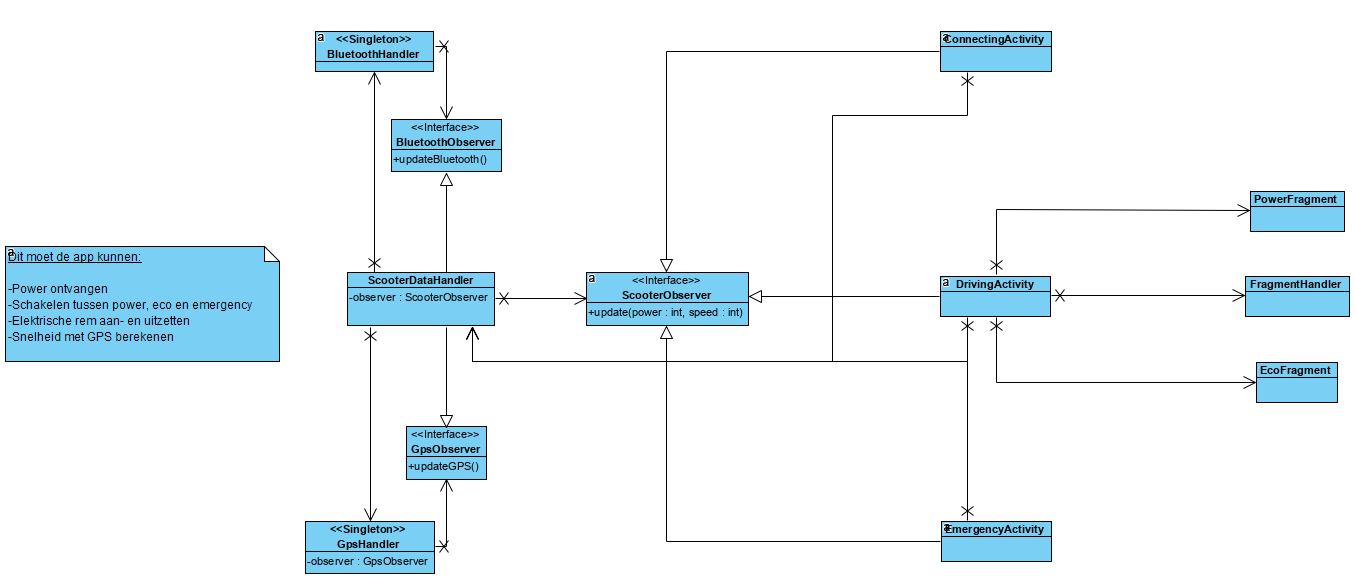 a
<<Singleton>>
BluetoothHandler
<<Interface>>
BluetoothObserver
+updateBluetooth()
a
Dit moet de app kunnen:
-Power ontvangen
-Schakelen tussen power, eco en emergency
-Elektrische rem aan- en uitzetten
-Snelheid met GPS berekenen
ScooterDataHandler
-observer : ScooterObserver
a
<<Interface>>
ScooterObserver
+update(power : int, speed : int)
<<Interface>>
GpsObserver
+updateGPS()
<<Singleton>>
GpsHandler
-observer : GpsObserver
a
ConnectingActivity
a
DrivingActivity
a
EmergencyActivity
PowerFragment
FragmentHandler
EcoFragment